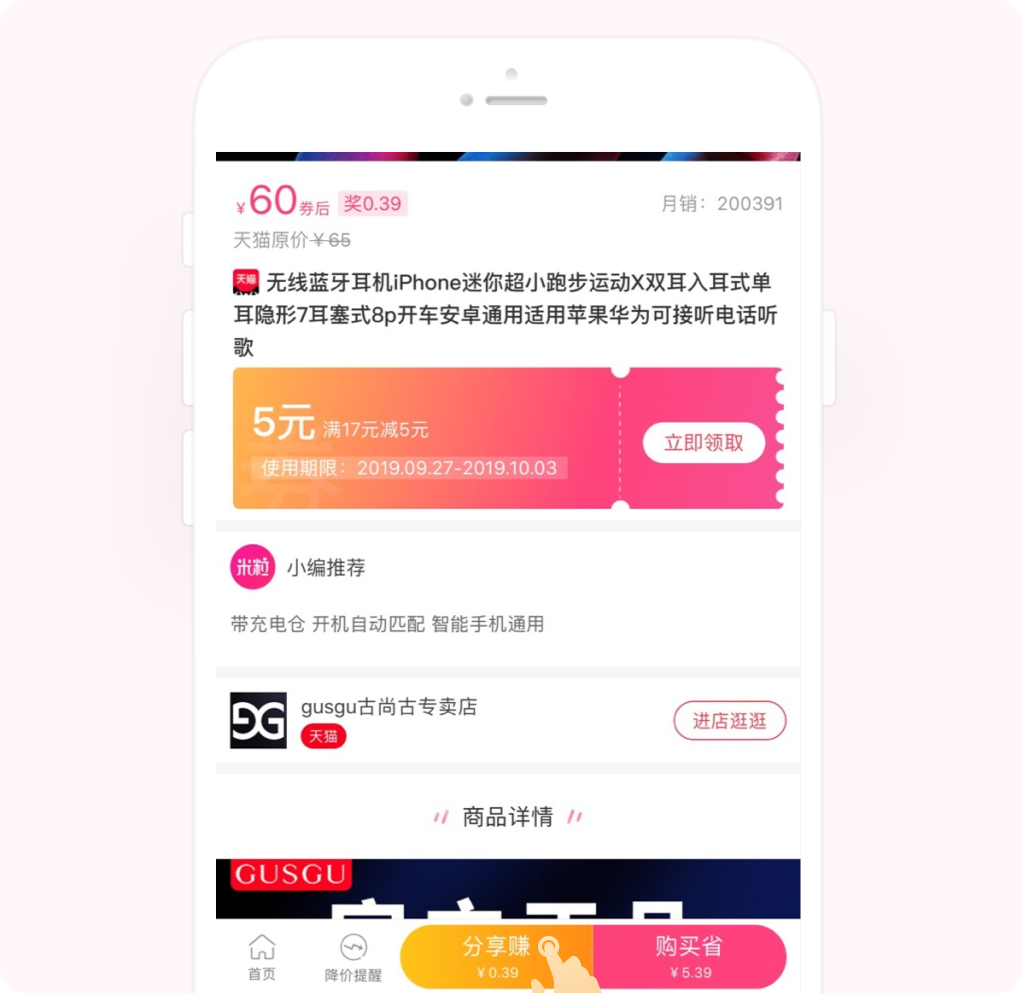 ¥60券后 奖0.39 月销：200391
天猫原价¥65
天猫 无线蓝牙耳机iPhone迷你超小跑步运动X双耳入耳式单
耳隐形7耳塞式8p开车安卓通用适用苹果华为可接听电话听
歌
5元 满17元减5元
立即领取
使用期限：2019.09.27-2019.10.03
米粒 小编推荐
带充电仓 开机自动匹配 智能手机通用
gusgu古尚古专卖店
天猫
进店逛逛
商品详情
GUSGU
首页
降价提醒
分享赚
¥0.39
购买省
¥5.39